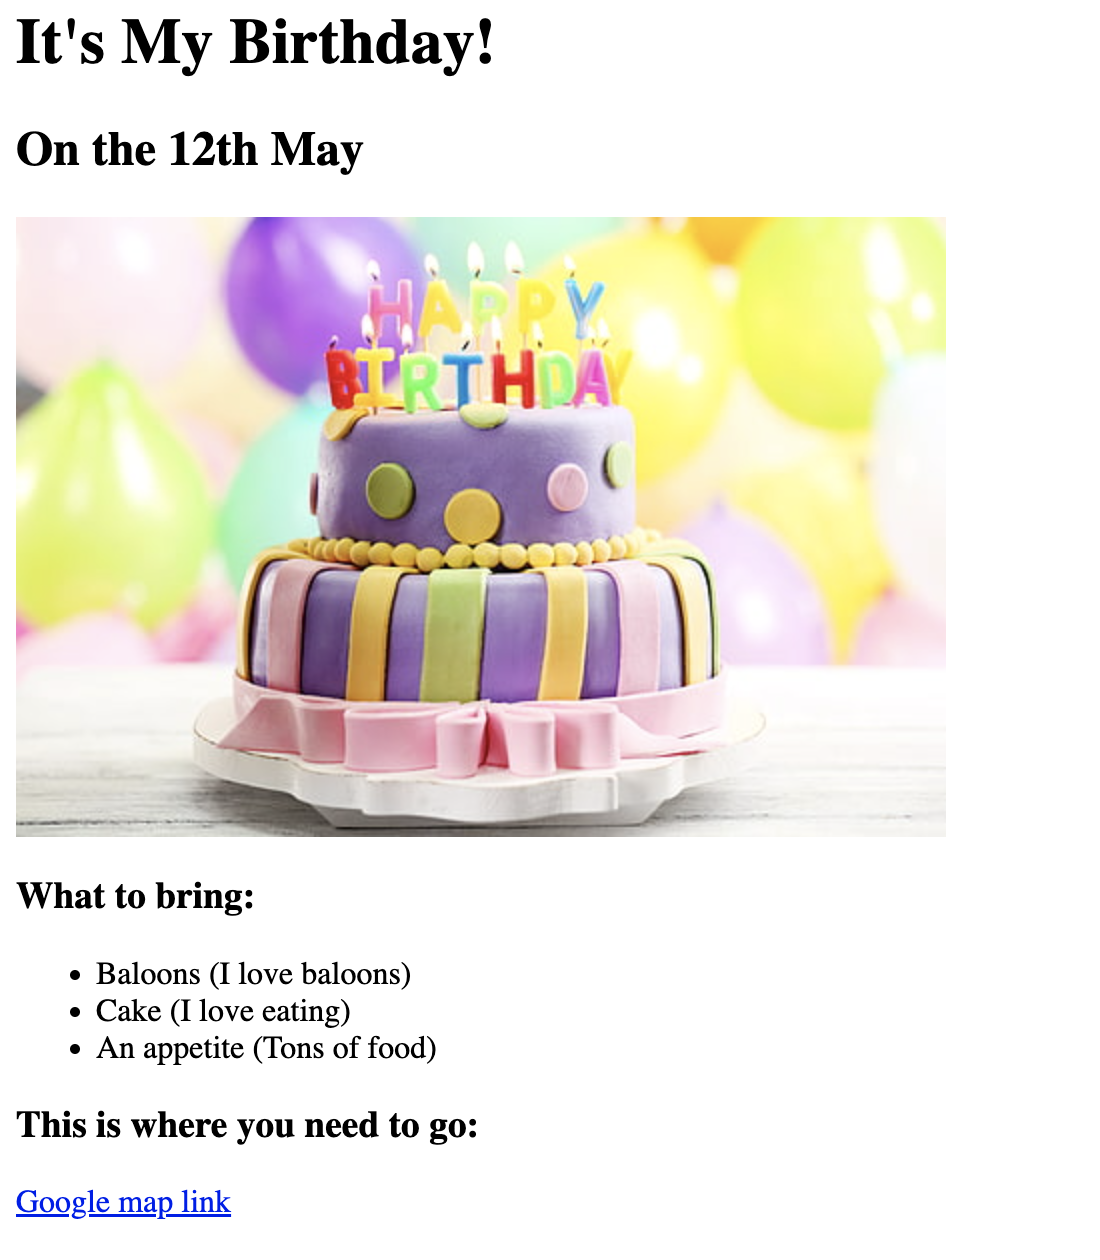 It's My Birthday!
On the 12th May
HAPPY
BIRTHDAY
What to bring:
Baloons (I love baloons)
Cake (I love eating)
An appetite (Tons of food)
This is where you need to go:
Google map link